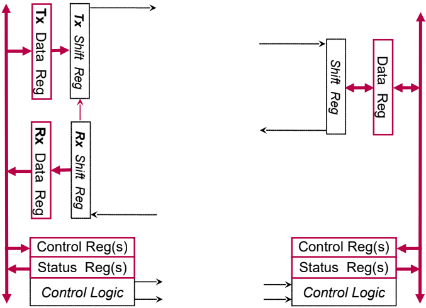 Tx
Data Reg
Tx
Shift Reg
Rx
Data Reg
Rx
Shift Reg
Control Reg(s)
Status Reg(s)
Control Logic
Shift Reg
Data Reg
Control Reg(s)
Status Reg(s)
Control Logic